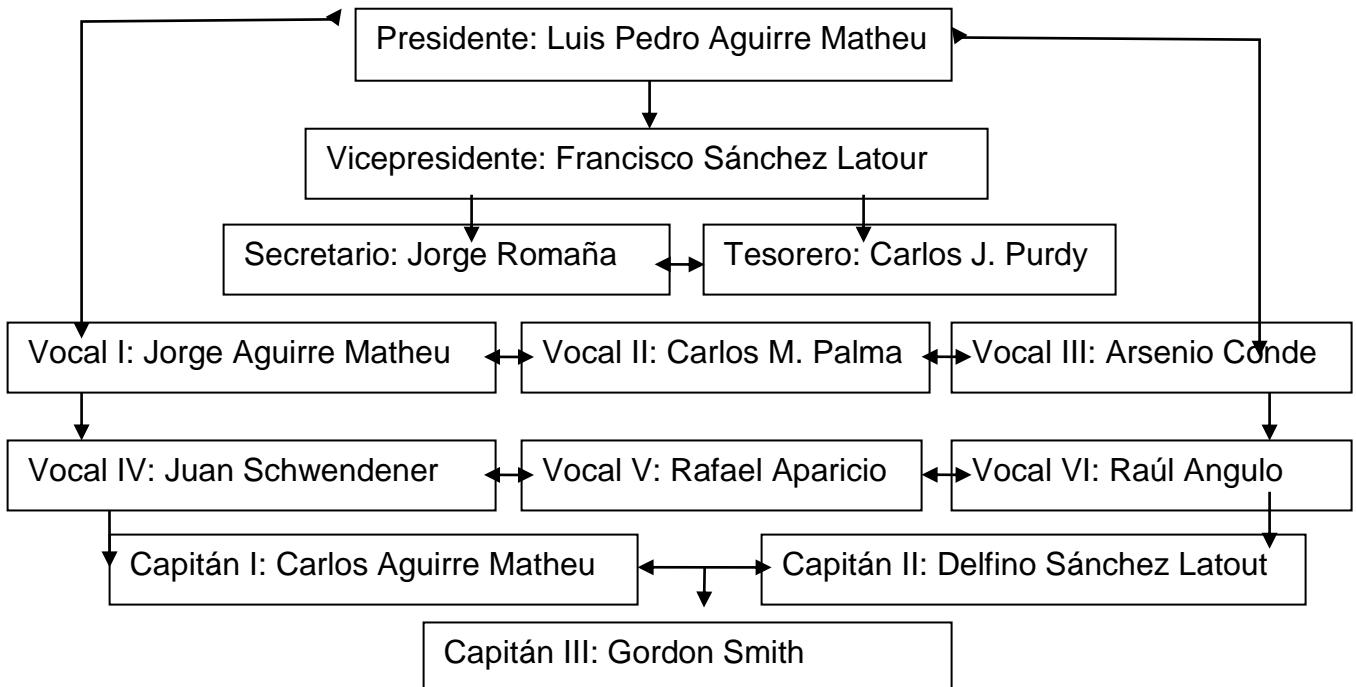 Presidente: Luis Pedro Aguirre Matheu
Vicepresidente: Francisco Sánchez Latour
Secretario: Jorge Romaña
Tesorero: Carlos J. Purdy
Vocal I: Jorge Aguirre Matheu
Vocal II: Carlos M. Palma
Vocal III: Arsenio Conde
Vocal IV: Juan Schwendener
Vocal V: Rafael Aparicio
Vocal VI: Raúl Angulo
Capitán I: Carlos Aguirre Matheu
Capitán II: Delfino Sánchez Latout
Capitán III: Gordon Smith